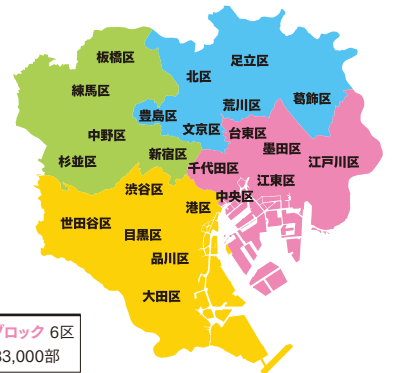 足立区
板橋区
北区
練馬区
葛飾区
荒川区
豊島区
文京区
台東区
中野区
墨田区
新宿区
江戸川区
杉並区
千代田区
江東区
渋谷区
中央区
港区
世田谷区
目黒区
品川区
大田区
ブロック 6区
3,000部